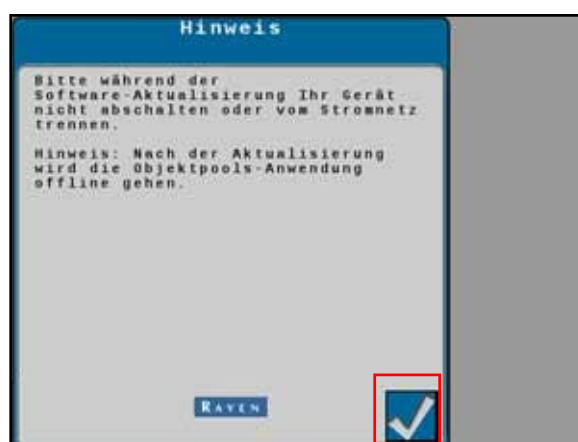 Hinweis
Bitte während der
Software-Aktualisierung Ihr Gerät
nicht abschalten oder vom Stromnetz
trennen.
Hinweis: Nach der Aktualisierung
wird die Objektpools-Anwendung
offline gehen.
RAVEN